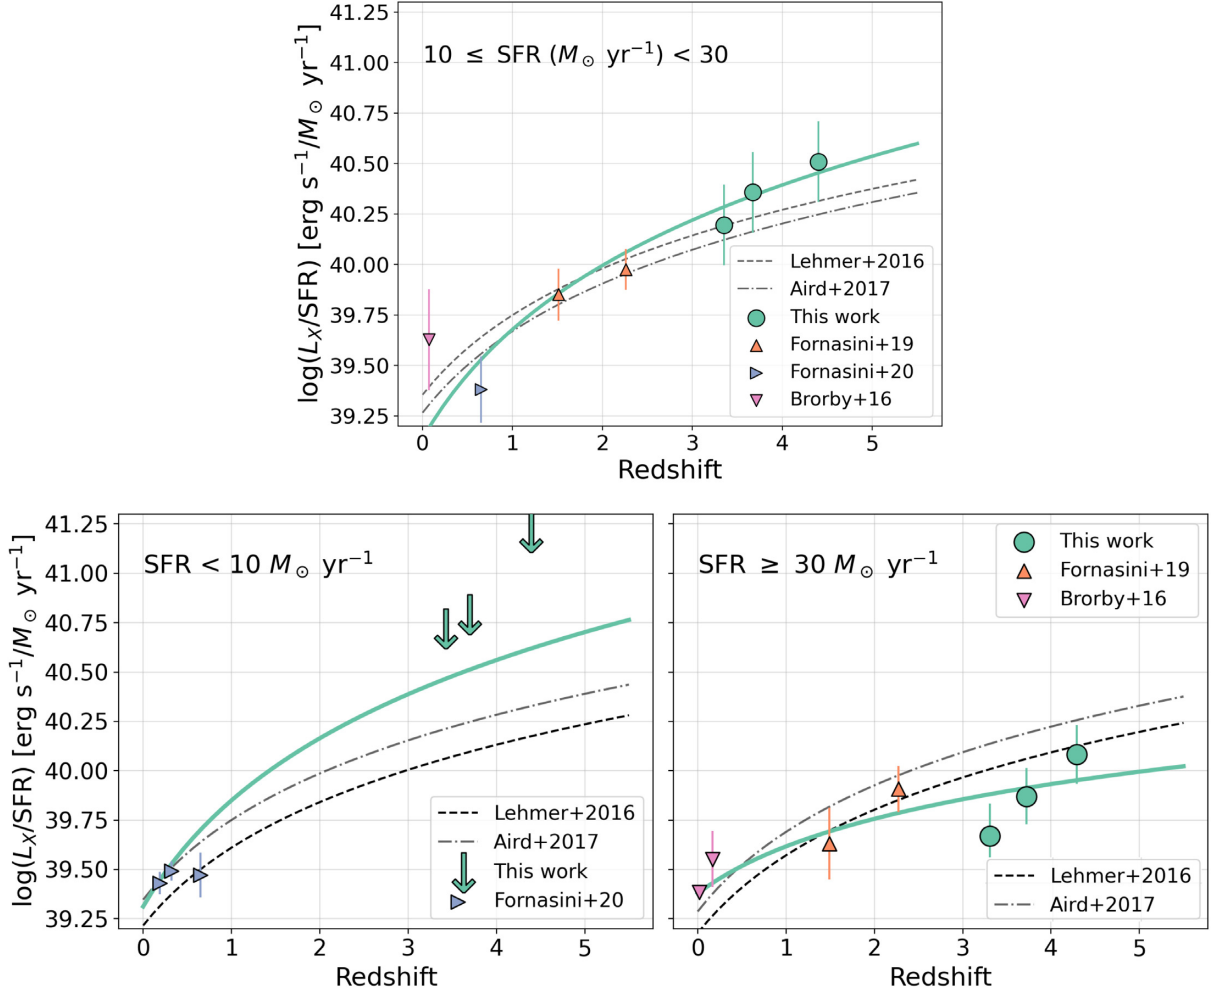 log(L_X/SFR) [erg s⁻¹/M_⊙ yr⁻¹]
41.25
41.00
40.75
40.50
40.25
40.00
39.75
39.50
39.25
10 ≤ SFR (M_⊙ yr⁻¹) < 30
Lehmer+2016
Aird+2017
This work
Fornasini+19
Fornasini+20
Brorby+16
0 1 2 3 4 5
Redshift
log(L_X/SFR) [erg s⁻¹/M_⊙ yr⁻¹]
41.25
41.00
40.75
40.50
40.25
40.00
39.75
39.50
39.25
SFR < 10 M_⊙ yr⁻¹
Lehmer+2016
Aird+2017
This work
Fornasini+20
0 1 2 3 4 5
Redshift
SFR ≥ 30 M_⊙ yr⁻¹
This work
Fornasini+19
Brorby+16
Lehmer+2016
Aird+2017
0 1 2 3 4 5
Redshift